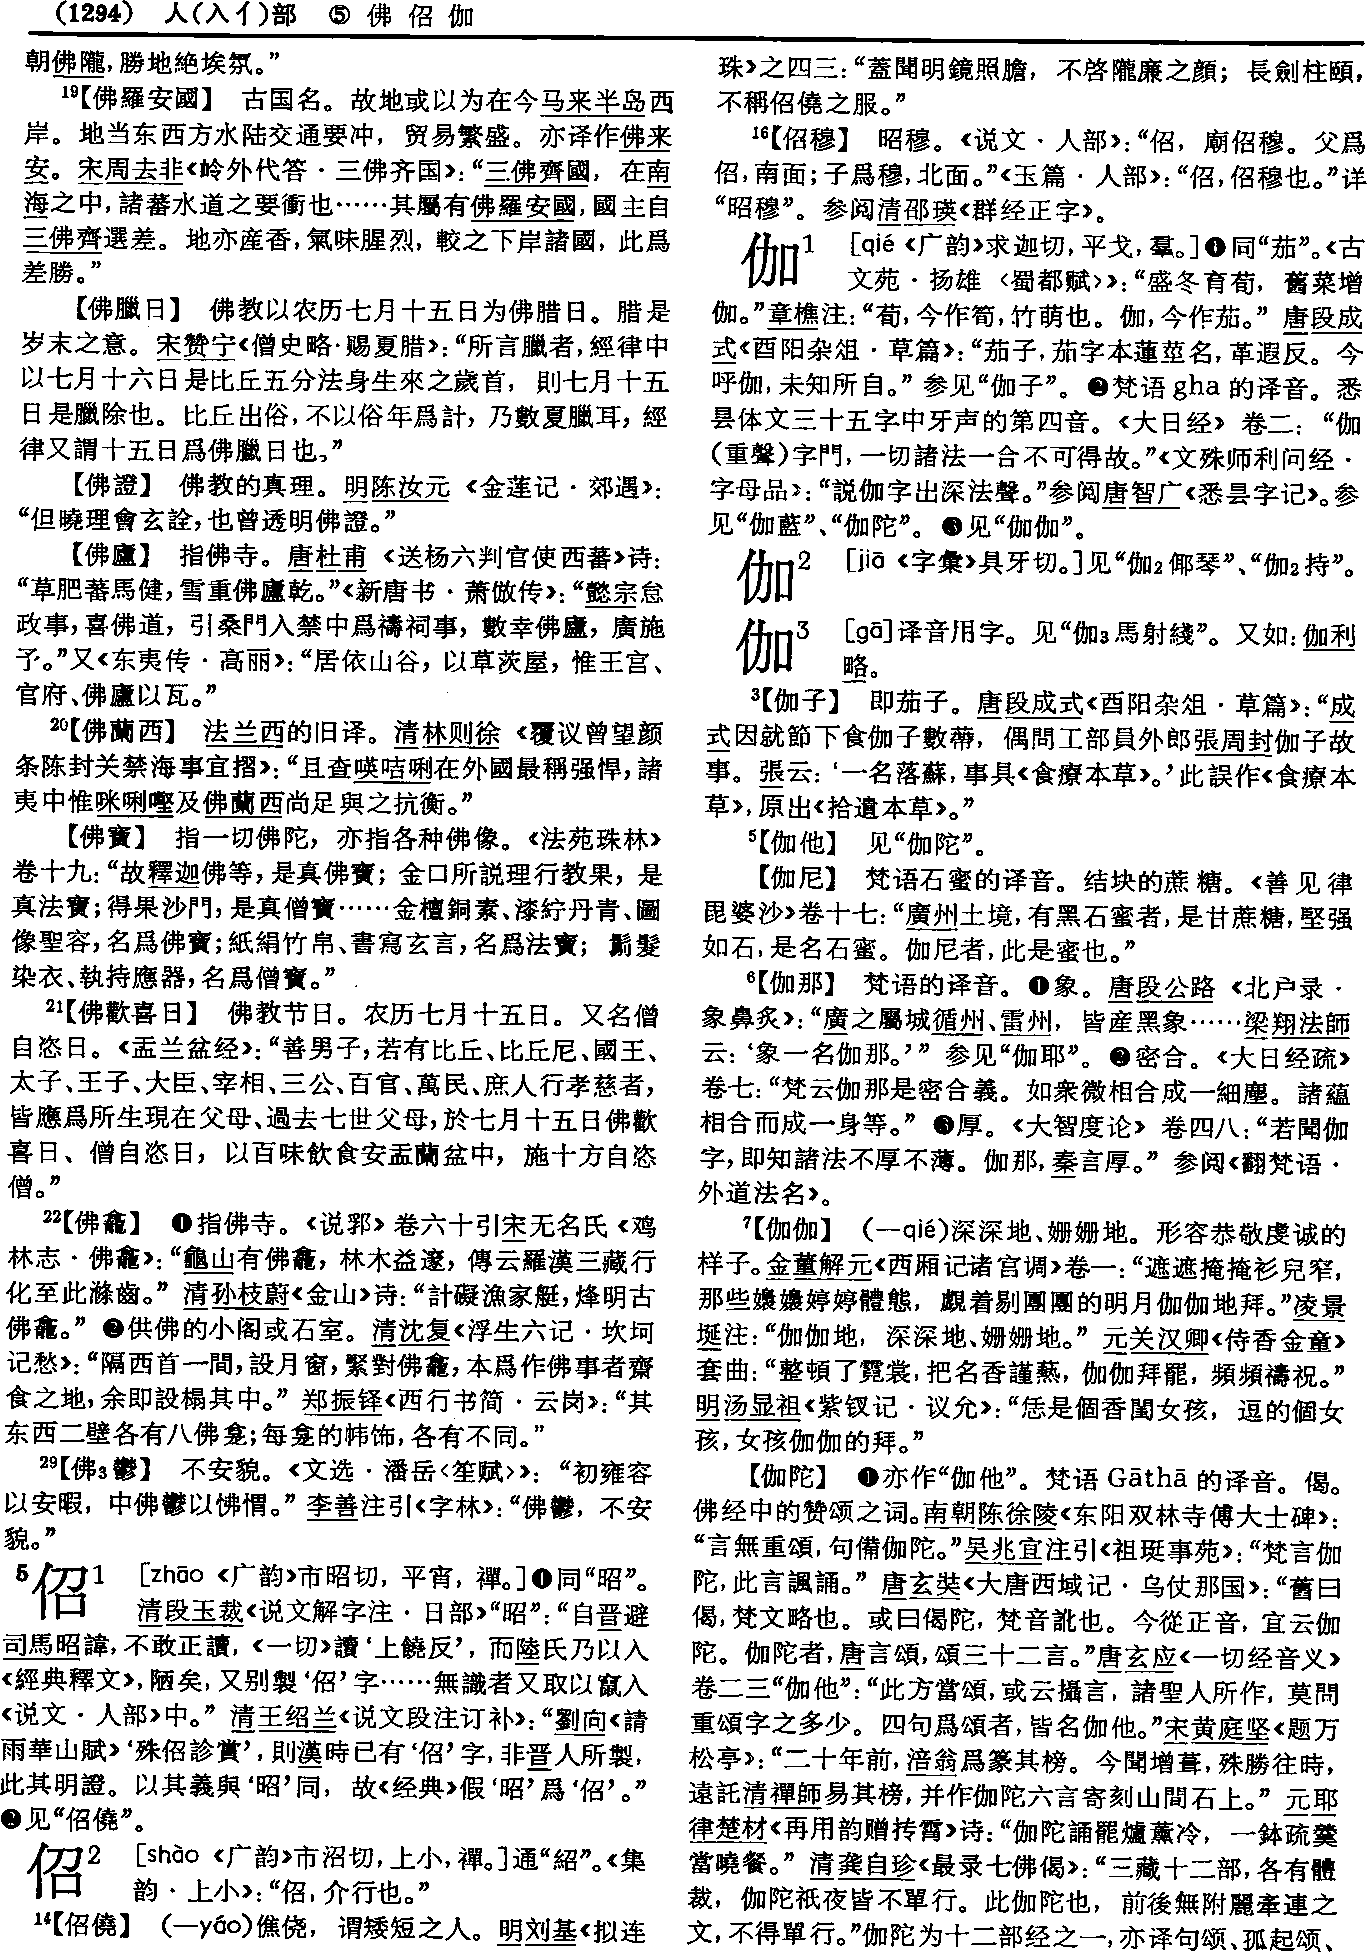 (1294) 人(入亻)部 ⑤ 佛 佋 伽
朝佛隴，勝地絶埃氛。”
¹⁹【佛羅安國】 古国名。故地或以为在今马来半岛西
岸。地当东西方水陆交通要冲，贸易繁盛。亦译作佛来
安。宋周去非《岭外代答·三佛齐国》：“三佛齊國，在南
海之中，諸蕃水道之要衝也……其屬有佛羅安國，國主自
三佛齊選差。地亦産香，氣味腥烈，較之下岸諸國，此爲
差勝。”
【佛臘日】 佛教以农历七月十五日为佛腊日。腊是
岁末之意。宋赞宁《僧史略·赐夏腊》：“所言臘者，經律中
以七月十六日是比丘五分法身生來之歲首，則七月十五
日是臘除也。比丘出俗，不以俗年爲計，乃數夏臘耳，經
律又謂十五日爲佛臘日也。”
【佛證】 佛教的真理。明陈汝元《金莲记·郊遇》：
“但曉理會玄詮，也曾透明佛證。”
【佛廬】 指佛寺。唐杜甫《送杨六判官使西蕃》诗：
“草肥蕃馬健，雪重佛廬乾。”《新唐书·萧倣传》：“懿宗怠
政事，喜佛道，引桑門入禁中爲禱祠事，數幸佛廬，廣施
予。”又《东夷传·高丽》：“居依山谷，以草茨屋，惟王宫、
官府、佛廬以瓦。”
²⁰【佛蘭西】 法兰西的旧译。清林则徐《覆议曾望颜
条陈封关禁海事宜摺》：“且查㗲咭唎在外國最稱强悍，諸
夷中惟咪唎㗭及佛蘭西尚足與之抗衡。”
【佛寳】 指一切佛陀，亦指各种佛像。《法苑珠林》
卷十九：“故釋迦佛等，是真佛寳；金口所説理行教果，是
真法寳；得果沙門，是真僧寳……金檀銅素、漆紵丹青、圖
像聖容，名爲佛寳；紙絹竹帛、書寫玄言，名爲法寳；鬀髮
染衣、執持應器，名爲僧寳。”
²¹【佛歡喜日】 佛教节日。农历七月十五日。又名僧
自恣日。《盂兰盆经》：“善男子，若有比丘、比丘尼、國王、
太子、王子、大臣、宰相、三公、百官、萬民、庶人行孝慈者，
皆應爲所生現在父母、過去七世父母，於七月十五日佛歡
喜日、僧自恣日，以百味飲食安盂蘭盆中，施十方自恣
僧。”
²²【佛龕】 ❶指佛寺。《说郛》卷六十引宋无名氏《鸡
林志·佛龕》：“龜山有佛龕，林木益邃，傳云羅漢三藏行
化至此滌齒。”清孙枝蔚《金山》诗：“計礙漁家艇，烽明古
佛龕。”❷供佛的小阁或石室。清沈复《浮生六记·坎坷
记愁》：“隔西首一間，設月窗，緊對佛龕，本爲作佛事者齋
食之地，余即設榻其中。”郑振铎《西行书简·云岗》：“其
东西二壁各有八佛龛；每龛的帏饰，各有不同。”
²⁹【佛₃鬱】 不安貌。《文选·潘岳〈笙赋〉》：“初雍容
以安暇，中佛鬱以怫愲。”李善注引《字林》：“佛鬱，不安
貌。”
⁵佋¹ [zhāo《广韵》市昭切，平宵，禪。]❶同“昭”。
清段玉裁《说文解字注·日部》“昭”：“自晋避
司馬昭諱，不敢正讀，《一切》讀‘上饒反’，而陸氏乃以入
《經典釋文》，陋矣，又别製‘佋’字……無識者又取以竄入
《说文·人部》中。”清王绍兰《说文段注订补》：“劉向《請
雨華山賦》‘殊佋診賞’，則漢時已有‘佋’字，非晋人所製，
此其明證。以其義與‘昭’同，故《经典》假‘昭’爲‘佋’。”
❷见“佋僥”。
佋² [shào《广韵》市沼切，上小，禪。]通“紹”。《集
韵·上小》：“佋，介行也。”
¹⁴【佋僥】 (—yáo)僬侥，谓矮短之人。明刘基《拟连
珠》之四三：“蓋聞明鏡照膽，不啓隴廉之顔；長劍柱頤，
不稱佋僥之服。”
¹⁶【佋穆】 昭穆。《说文·人部》：“佋，廟佋穆。父爲
佋，南面；子爲穆，北面。”《玉篇·人部》：“佋，佋穆也。”详
“昭穆”。参阅清邵瑛《群经正字》。
伽¹ [qié《广韵》求迦切，平戈，羣。]❶同“茄”。《古
文苑·扬雄〈蜀都赋〉》：“盛冬育荀，舊菜增
伽。”章樵注：“荀，今作筍，竹萌也。伽，今作茄。”唐段成
式《酉阳杂俎·草篇》：“茄子，茄字本蓮莖名，革遐反。今
呼伽，未知所自。”参见“伽子”。❷梵语gha的译音。悉
昙体文三十五字中牙声的第四音。《大日经》卷二：“伽
(重聲)字門，一切諸法一合不可得故。”《文殊师利问经·
字母品》：“説伽字出深法聲。”参阅唐智广《悉昙字记》。参
见“伽藍”、“伽陀”。❸见“伽伽”。
伽² [jiā《字彙》具牙切。]见“伽₂倻琴”、“伽₂持”。
伽³ [gā]译音用字。见“伽₃馬射綫”。又如：伽利
略。
³【伽子】 即茄子。唐段成式《酉阳杂俎·草篇》：“成
式因就節下食伽子數蔕，偶問工部員外郎張周封伽子故
事。張云：‘一名落蘇，事具《食療本草》。’此誤作《食療本
草》，原出《拾遺本草》。”
⁵【伽他】 见“伽陀”。
【伽尼】 梵语石蜜的译音。结块的蔗糖。《善见律
毘婆沙》卷十七：“廣州土境，有黑石蜜者，是甘蔗糖，堅强
如石，是名石蜜。伽尼者，此是蜜也。”
⁶【伽那】 梵语的译音。❶象。唐段公路《北户录·
象鼻炙》：“廣之屬城循州、雷州，皆産黑象……梁翔法師
云：‘象一名伽那。’”参见“伽耶”。❷密合。《大日经疏》
卷七：“梵云伽那是密合義。如衆微相合成一細塵。諸蕴
相合而成一身等。”❸厚。《大智度论》卷四八：“若聞伽
字，即知諸法不厚不薄。伽那，秦言厚。”参阅《翻梵语·
外道法名》。
⁷【伽伽】 (—qié)深深地、姗姗地。形容恭敬虔诚的
样子。金董解元《西厢记诸宫调》卷一：“遮遮掩掩衫兒窄，
那些嬝嬝婷婷體態，覰着剔團團的明月伽伽地拜。”凌景
埏注：“伽伽地，深深地、姗姗地。”元关汉卿《侍香金童》
套曲：“整頓了霓裳，把名香謹爇，伽伽拜罷，頻頻禱祝。”
明汤显祖《紫钗记·议允》：“恁是個香閨女孩，逗的個女
孩，女孩伽伽的拜。”
【伽陀】 ❶亦作“伽他”。梵语Gāthā的译音。偈。
佛经中的赞颂之词。南朝陈徐陵《东阳双林寺傅大士碑》：
“言無重頌，句備伽陀。”吴兆宜注引《祖珽事苑》：“梵言伽
陀，此言諷誦。”唐玄奘《大唐西域记·乌仗那国》：“舊曰
偈，梵文略也。或曰偈陀，梵音訛也。今從正音，宜云伽
陀。伽陀者，唐言頌，頌三十二言。”唐玄应《一切经音义》
卷二三“伽他”：“此方當頌，或云攝言，諸聖人所作，莫問
重頌字之多少。四句爲頌者，皆名伽他。”宋黄庭坚《题万
松亭》：“二十年前，涪翁爲篆其榜。今聞增葺，殊勝往時，
遠託清禪師易其榜，并作伽陀六言寄刻山間石上。”元耶
律楚材《再用韵赠抟霄》诗：“伽陀誦罷爐薰冷，一鉢疏羹
當曉餐。”清龚自珍《最录七佛偈》：“三藏十二部，各有體
裁，伽陀祇夜皆不單行。此伽陀也，前後無附麗牽連之
文，不得單行。”伽陀为十二部经之一，亦译句颂、孤起颂、